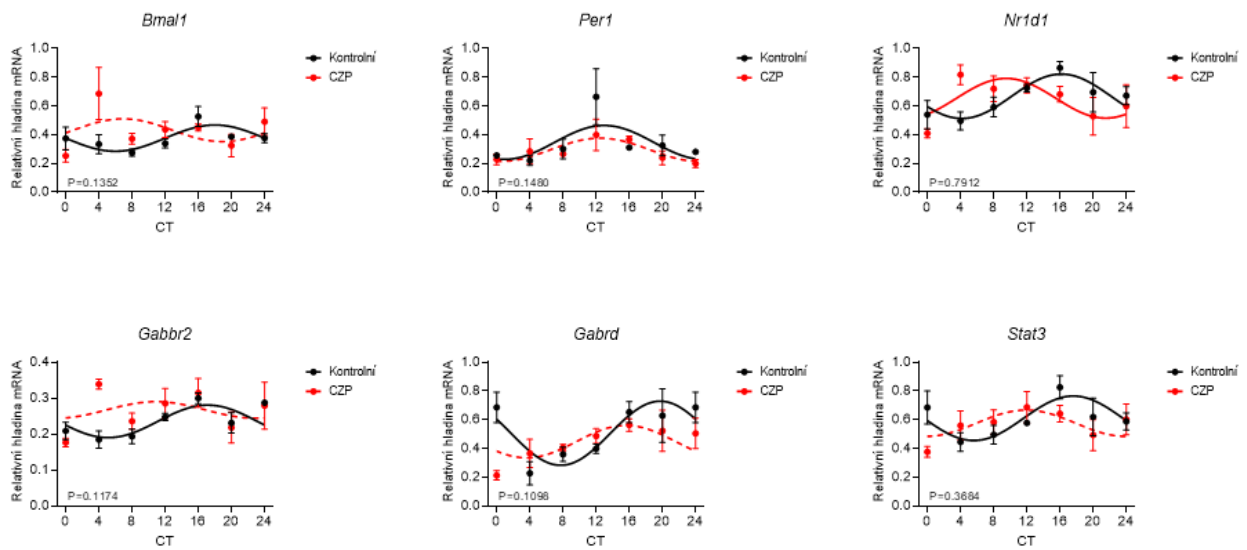 Bmal1
Relativní hladina mRNA
1.0
0.8
0.6
0.4
0.2
0.0
P=0.1352
0 4 8 12 16 20 24
CT
Kontrolní
CZP
Per1
Relativní hladina mRNA
1.0
0.8
0.6
0.4
0.2
0.0
P=0.1480
0 4 8 12 16 20 24
CT
Kontrolní
CZP
Nr1d1
Relativní hladina mRNA
1.0
0.8
0.6
0.4
0.2
0.0
P=0.7912
0 4 8 12 16 20 24
CT
Kontrolní
CZP
Gabbr2
Relativní hladina mRNA
0.4
0.3
0.2
0.1
0.0
P=0.1174
0 4 8 12 16 20 24
CT
Kontrolní
CZP
Gabrd
Relativní hladina mRNA
1.0
0.8
0.6
0.4
0.2
0.0
P=0.1098
0 4 8 12 16 20 24
CT
Kontrolní
CZP
Stat3
Relativní hladina mRNA
1.0
0.8
0.6
0.4
0.2
0.0
P=0.3684
0 4 8 12 16 20 24
CT
Kontrolní
CZP